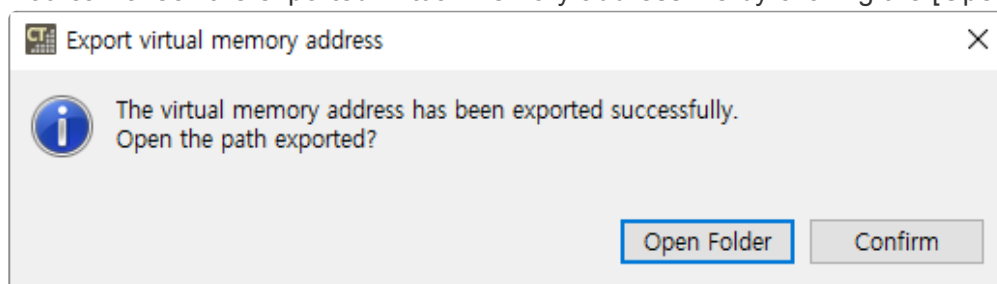 CT
Export virtual memory address
The virtual memory address has been exported successfully.
Open the path exported?
Open Folder
Confirm